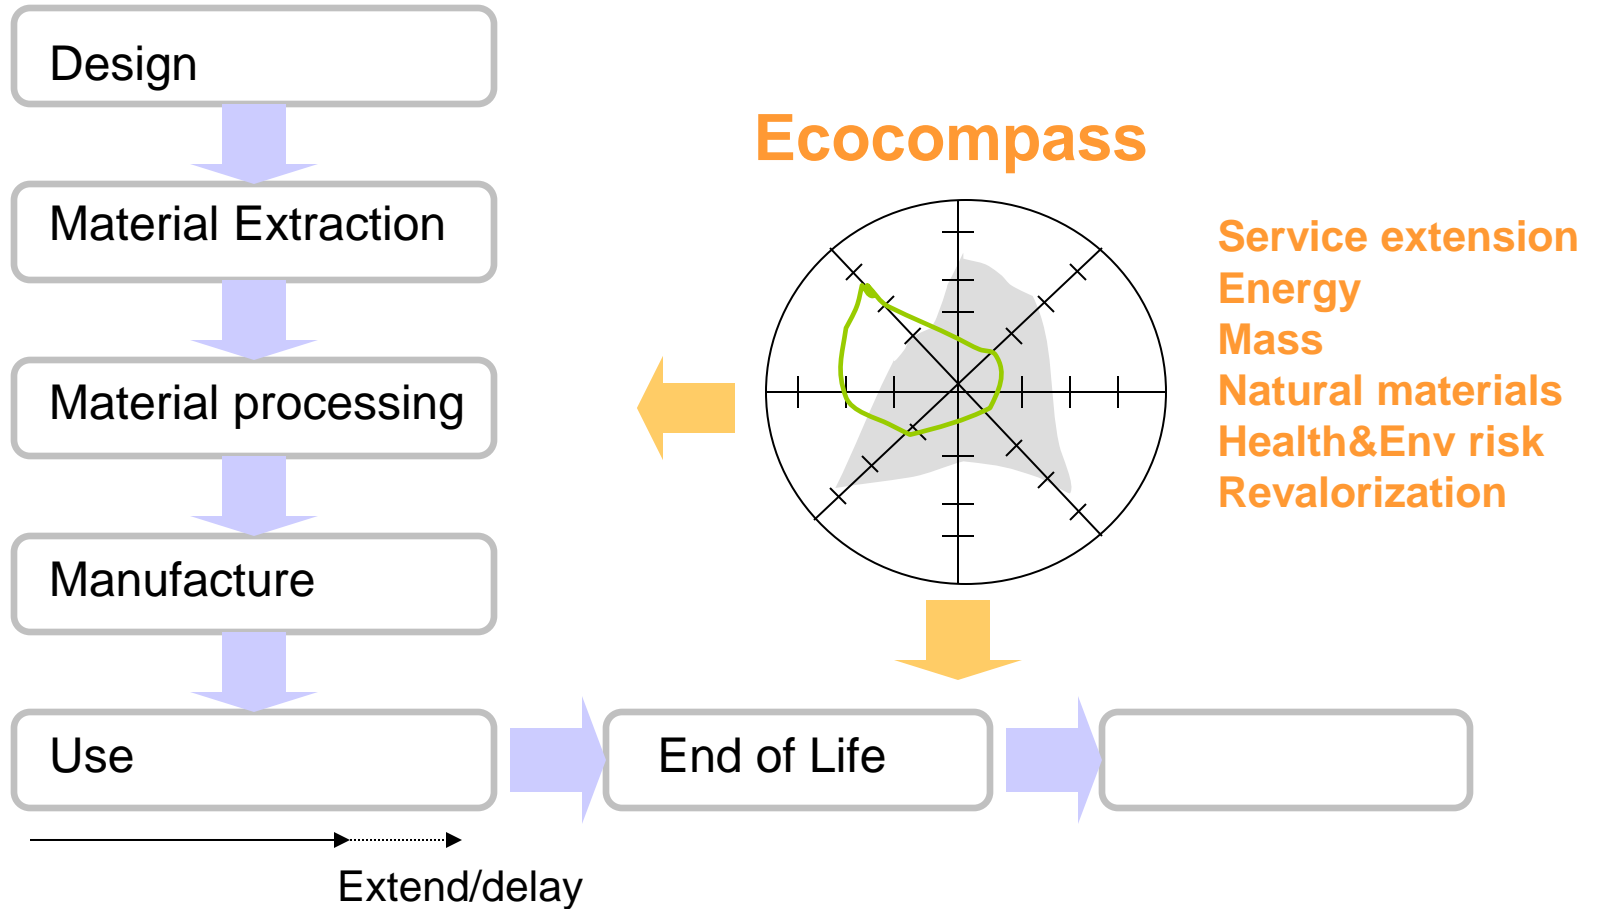 Design
Material Extraction
Material processing
Manufacture
Use
Extend/delay
End of Life
Ecocompass
Service extension
Energy
Mass
Natural materials
Health&Env risk
Revalorization